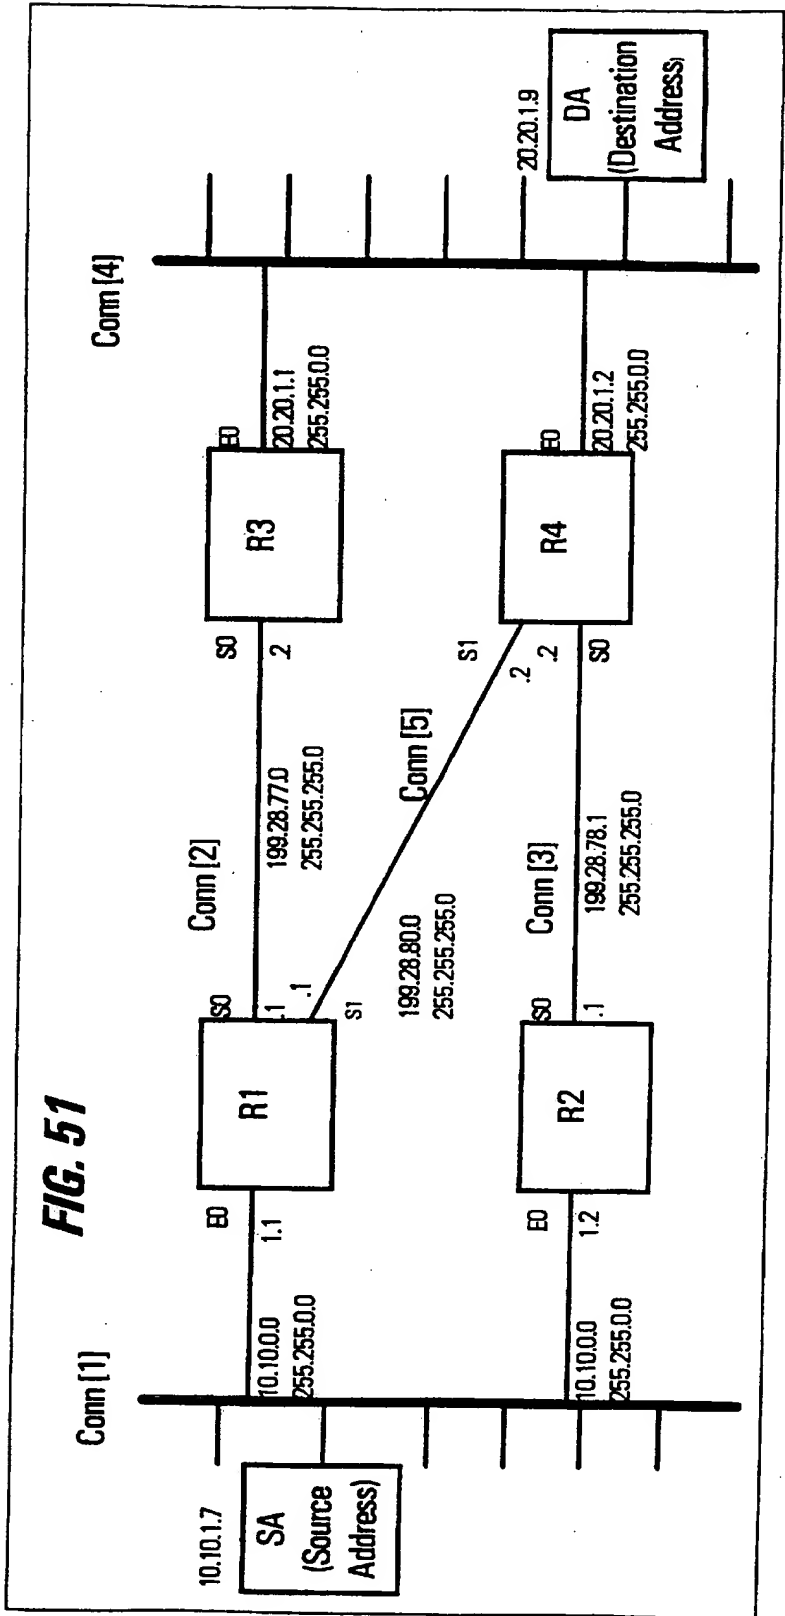 FIG. 51
Conn [1]
10.10.1.7
SA
(Source
Address)
10.10.0.0
255.255.0.0
E0
1.1
R1
S0
.1
.1
S1
Conn [2]
199.28.77.0
255.255.255.0
S0
.2
R3
E0
20.20.1.1
255.255.0.0
Conn [4]
199.28.80.0
255.255.255.0
Conn [5]
S1
.2
10.10.0.0
255.255.0.0
E0
1.2
R2
S0
.1
Conn [3]
199.28.78.1
255.255.255.0
.2
S0
R4
E0
20.20.1.2
255.255.0.0
20.20.1.9
DA
(Destination
Address)